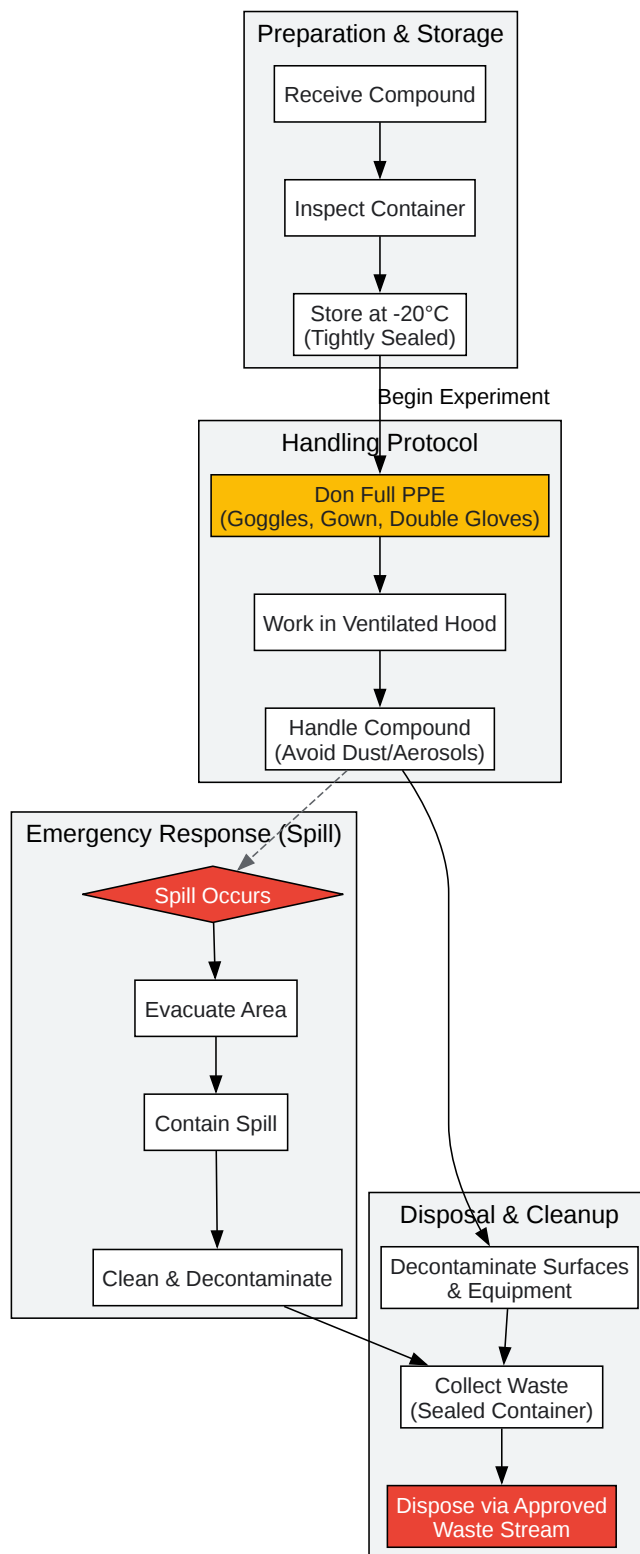 Preparation & Storage
Receive Compound
Inspect Container
Store at -20°C
(Tightly Sealed)
Begin Experiment
Handling Protocol
Don Full PPE
(Goggles, Gown, Double Gloves)
Work in Ventilated Hood
Handle Compound
(Avoid Dust/Aerosols)
Emergency Response (Spill)
Spill Occurs
Evacuate Area
Contain Spill
Clean & Decontaminate
Disposal & Cleanup
Decontaminate Surfaces
& Equipment
Collect Waste
(Sealed Container)
Dispose via Approved
Waste Stream